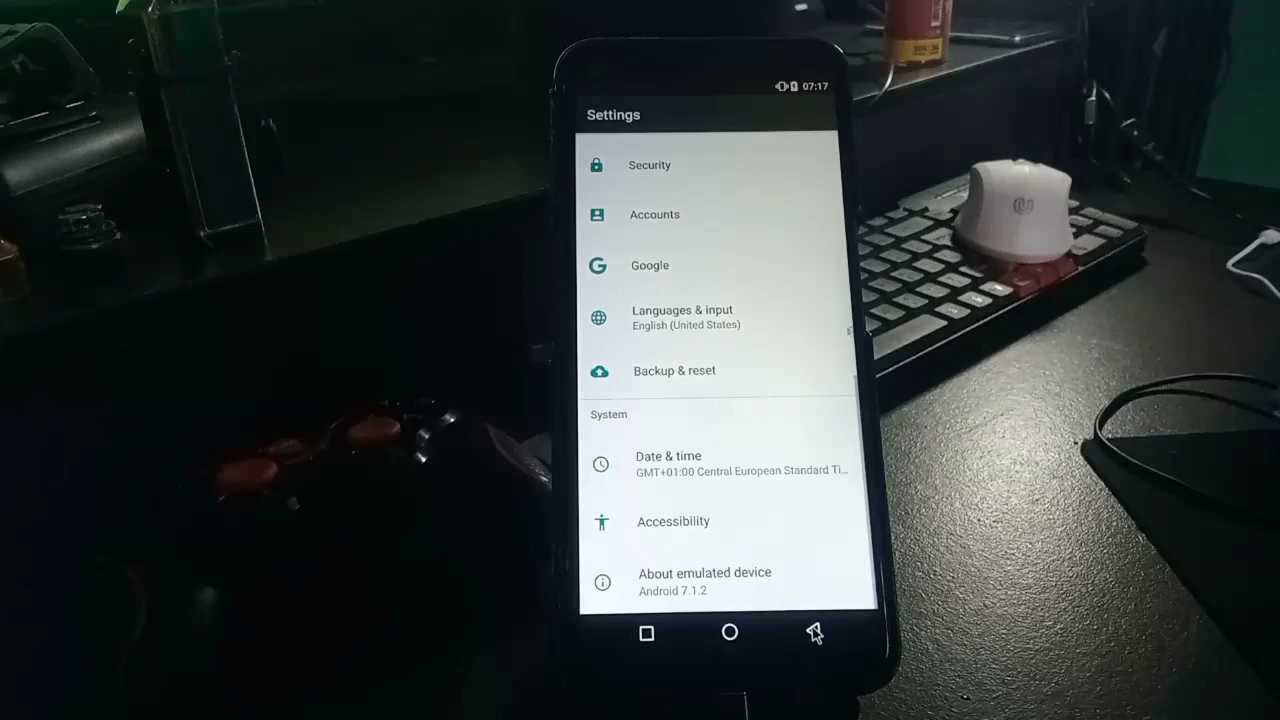 07:17
Settings
Security
Accounts
Google
Languages & input
English (United States)
Backup & reset
System
Date & time
GMT+01:00 Central European Standard Ti...
Accessibility
About emulated device
Android 7.1.2